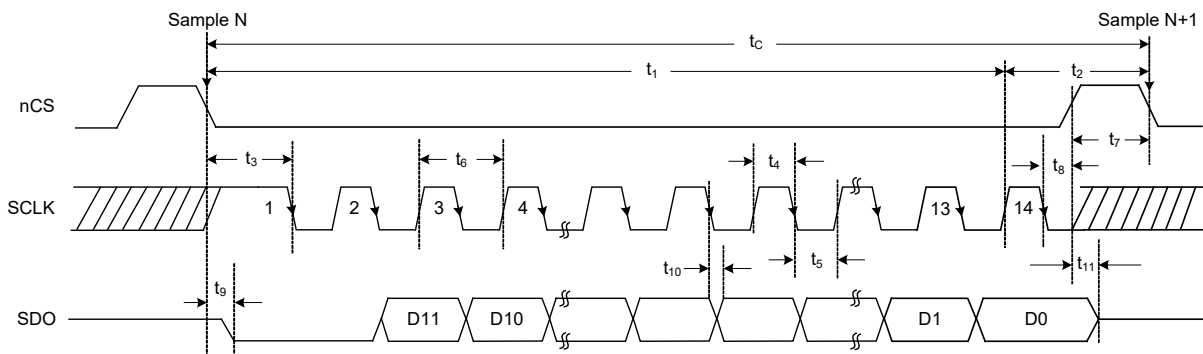 Sample N
Sample N+1
tC
t1
t2
nCS
t7
t3
t6
t4
t8
SCLK
1
2
3
4
13
14
t10
t5
t11
t9
SDO
D11
D10
D1
D0